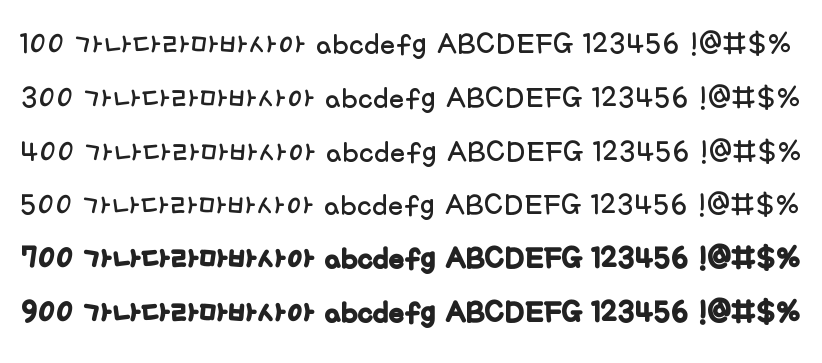 100 가나다라마바사아 abcdefg ABCDEFG 123456 !@#$%
300 가나다라마바사아 abcdefg ABCDEFG 123456 !@#$%
400 가나다라마바사아 abcdefg ABCDEFG 123456 !@#$%
500 가나다라마바사아 abcdefg ABCDEFG 123456 !@#$%
700 가나다라마바사아 abcdefg ABCDEFG 123456 !@#$%
900 가나다라마바사아 abcdefg ABCDEFG 123456 !@#$%